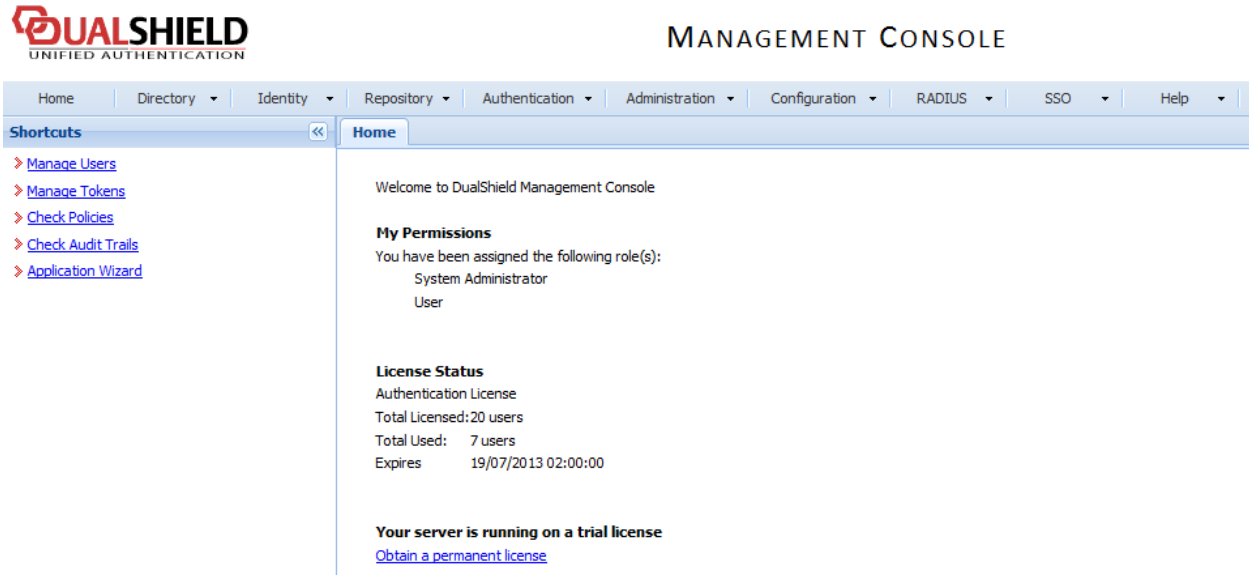 DUALSHIELD
UNIFIED AUTHENTICATION
MANAGEMENT CONSOLE
Home Directory Identity Repository Authentication Administration Configuration RADIUS SSO Help
Shortcuts
Manage Users
Manage Tokens
Check Policies
Check Audit Trails
Application Wizard
Home
Welcome to DualShield Management Console
My Permissions
You have been assigned the following role(s):
System Administrator
User
License Status
Authentication License
Total Licensed: 20 users
Total Used: 7 users
Expires 19/07/2013 02:00:00
Your server is running on a trial license
Obtain a permanent license